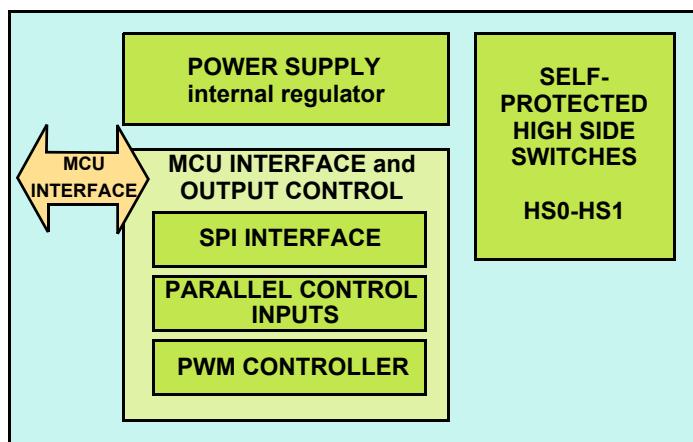 POWER SUPPLY
internal regulator
SELF-
PROTECTED
HIGH SIDE
SWITCHES
HS0-HS1
MCU
INTERFACE
MCU INTERFACE and
OUTPUT CONTROL
SPI INTERFACE
PARALLEL CONTROL
INPUTS
PWM CONTROLLER